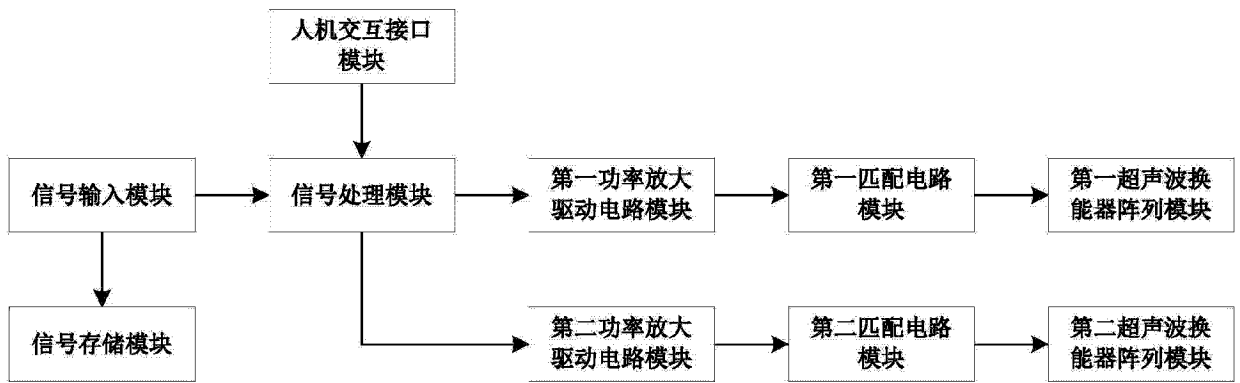 人机交互接口
模块
信号输入模块
信号处理模块
第一功率放大
驱动电路模块
第一匹配电路
模块
第一超声波换
能器阵列模块
信号存储模块
第二功率放大
驱动电路模块
第二匹配电路
模块
第二超声波换
能器阵列模块